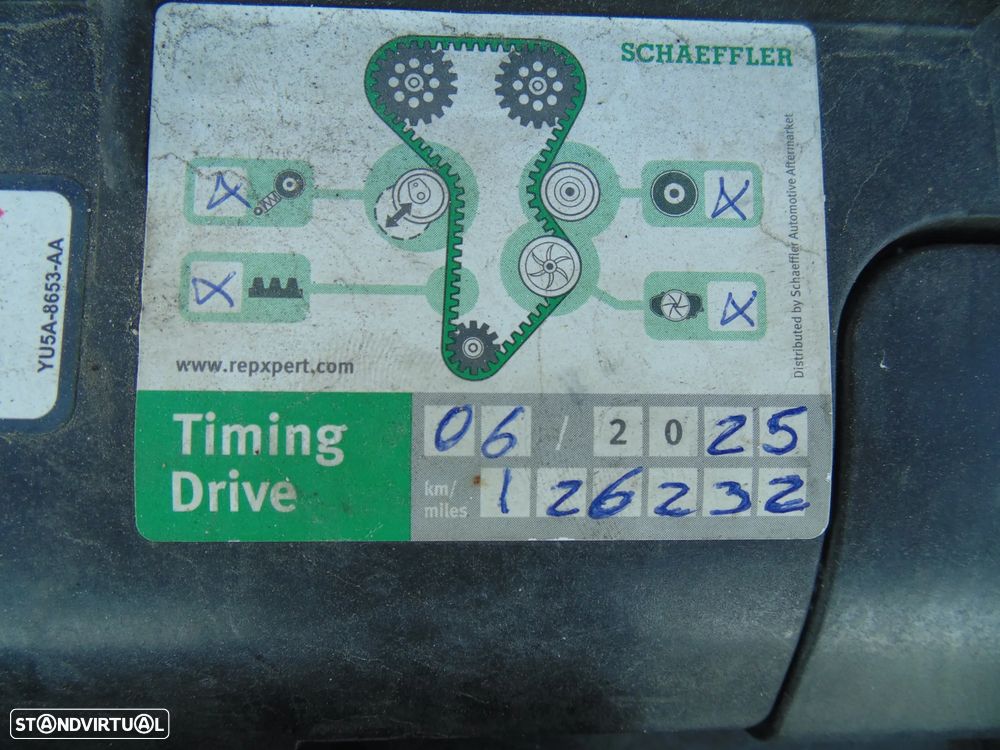 SCHAEFFLER
Distributed by Schaeffler Automotive Aftermarket
YU5A-8653-AA
www.repxpert.com
Timing
Drive
06 / 2025
km/
miles
126232
STANDVIRTUAL